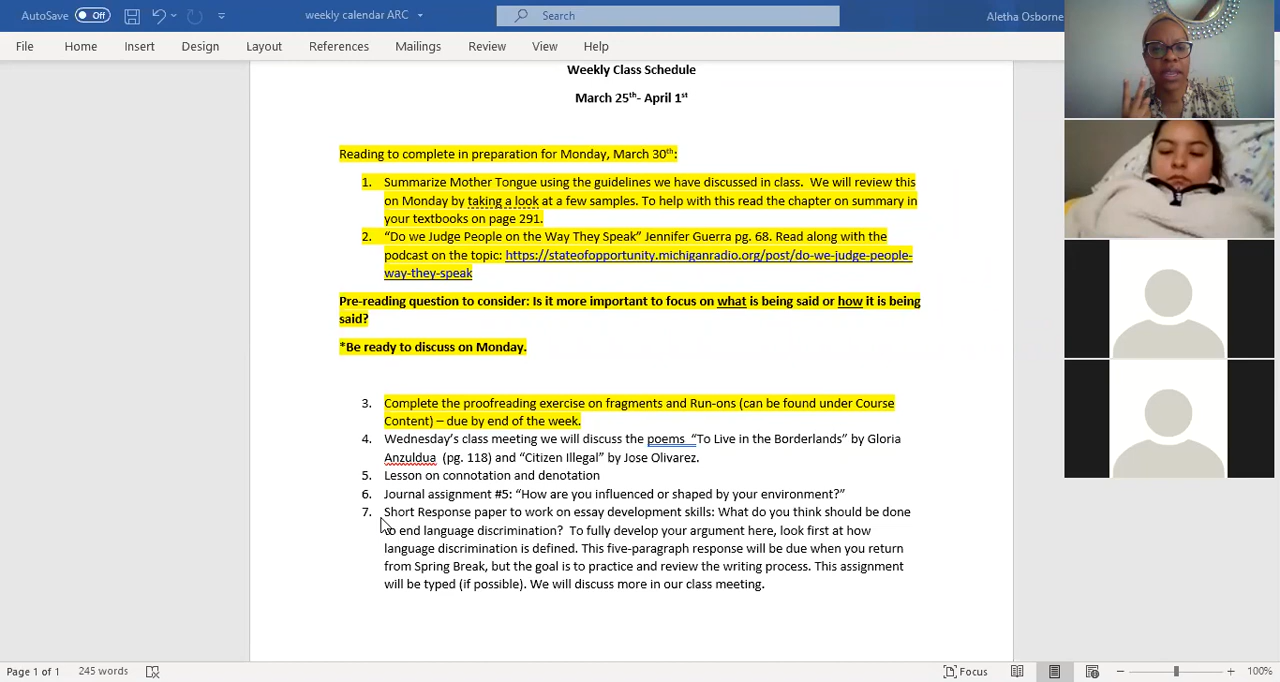 AutoSave Off weekly calendar ARC Search Aletha Osborne
File Home Insert Design Layout References Mailings Review View Help
Weekly Class Schedule
March 25th- April 1st
Reading to complete in preparation for Monday, March 30th:
1. Summarize Mother Tongue using the guidelines we have discussed in class. We will review this
on Monday by taking a look at a few samples. To help with this read the chapter on summary in
your textbooks on page 291.
2. “Do we Judge People on the Way They Speak” Jennifer Guerra pg. 68. Read along with the
podcast on the topic: https://stateofopportunity.michiganradio.org/post/do-we-judge-people-
way-they-speak
Pre-reading question to consider: Is it more important to focus on what is being said or how it is being
said?
*Be ready to discuss on Monday.
3. Complete the proofreading exercise on fragments and Run-ons (can be found under Course
Content) – due by end of the week.
4. Wednesday’s class meeting we will discuss the poems “To Live in the Borderlands” by Gloria
Anzuldua (pg. 118) and “Citizen Illegal” by Jose Olivarez.
5. Lesson on connotation and denotation
6. Journal assignment #5: “How are you influenced or shaped by your environment?”
7. Short Response paper to work on essay development skills: What do you think should be done
to end language discrimination? To fully develop your argument here, look first at how
language discrimination is defined. This five-paragraph response will be due when you return
from Spring Break, but the goal is to practice and review the writing process. This assignment
will be typed (if possible). We will discuss more in our class meeting.
Page 1 of 1 245 words Focus 100%